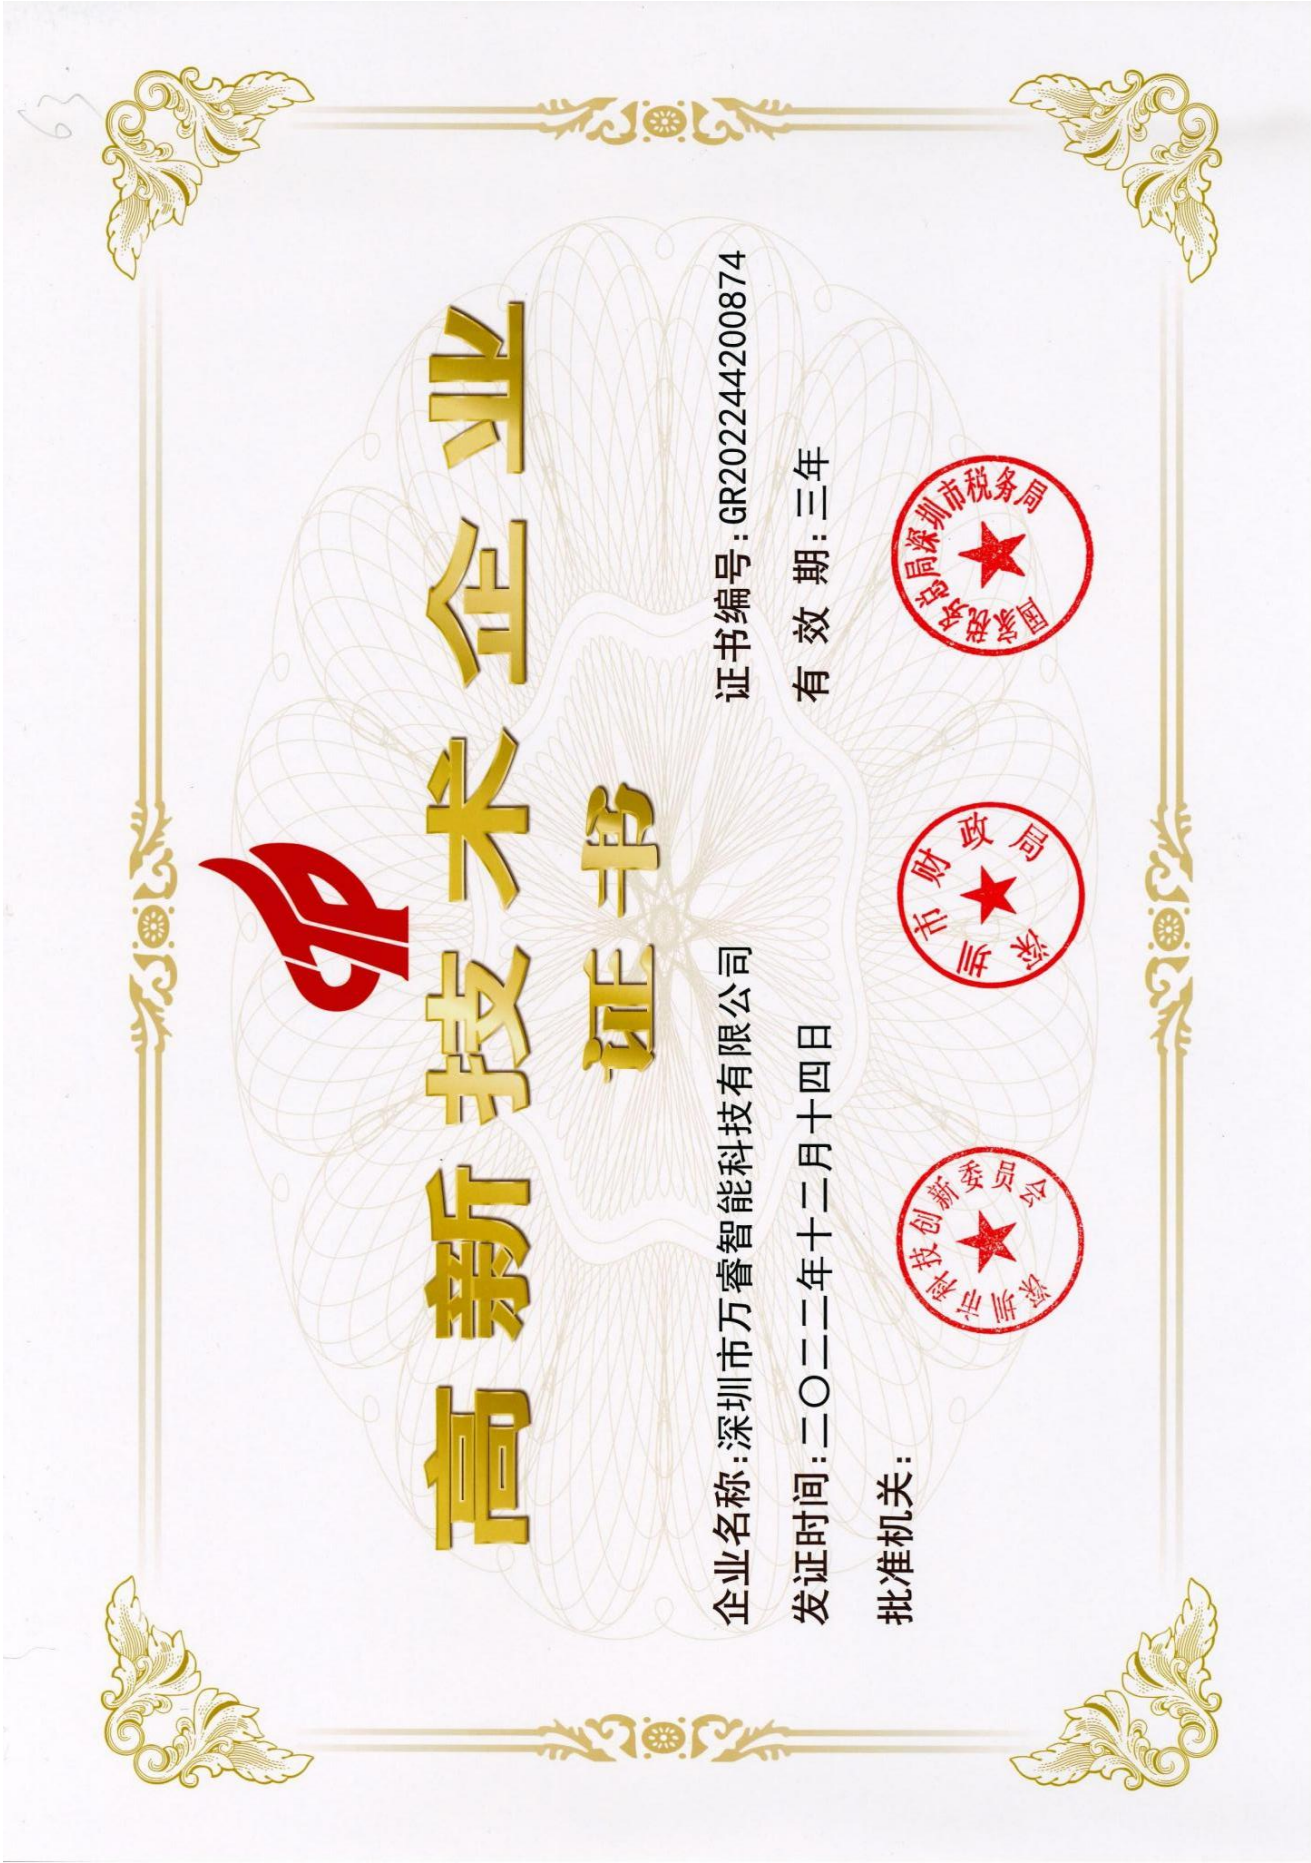 63
高新技术企业
证书
企业名称:深圳市万睿智能科技有限公司
证书编号:GR202244200874
发证时间:二〇二二年十二月十四日
有效期:三年
批准机关:
深圳市科技创新委员会
深圳市财政局
国家税务总局深圳市税务局